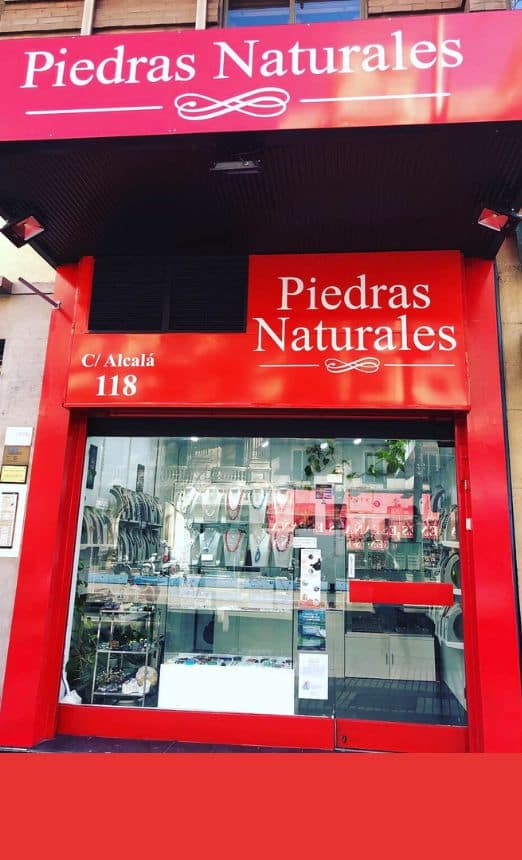 Piedras Naturales
Piedras
Naturales
C/ Alcalá
118